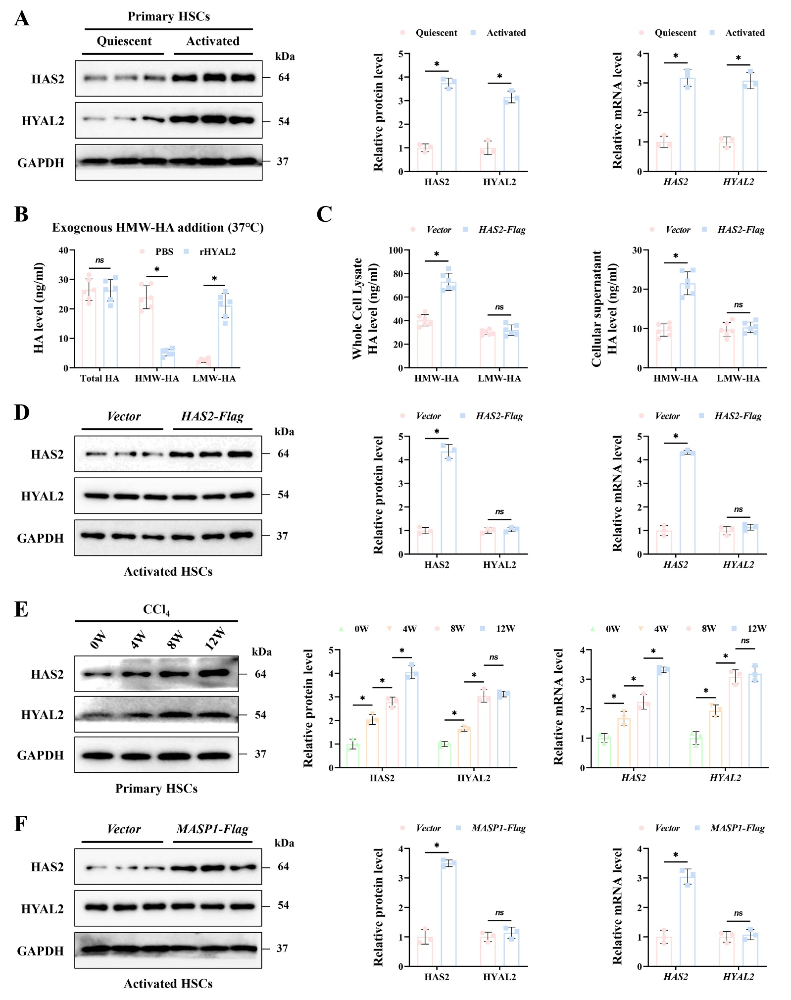 A
Primary HSCs
Quiescent Activated
kDa
HAS2 64
HYAL2 54
GAPDH 37
Quiescent Activated
Relative protein level
5
4
3
2
1
0
* *
HAS2 HYAL2
Quiescent Activated
Relative mRNA level
4
3
2
1
0
* *
HAS2 HYAL2
B
Exogenous HMW-HA addition (37℃)
PBS rHYAL2
HA level (ng/ml)
40
30
20
10
0
ns * *
Total HA HMW-HA LMW-HA
C
Vector HAS2-Flag
Whole Cell Lysate
HA level (ng/ml)
100
80
60
40
20
0
* ns
HMW-HA LMW-HA
Vector HAS2-Flag
Cellular supernatant
HA level (ng/ml)
30
20
10
0
* ns
HMW-HA LMW-HA
D
Vector HAS2-Flag
kDa
HAS2 64
HYAL2 54
GAPDH 37
Activated HSCs
Vector HAS2-Flag
Relative protein level
5
4
3
2
1
0
* ns
HAS2 HYAL2
Vector HAS2-Flag
Relative mRNA level
5
4
3
2
1
0
* ns
HAS2 HYAL2
E
CCl4
0W 4W 8W 12W
kDa
HAS2 64
HYAL2 54
GAPDH 37
Primary HSCs
0W 4W 8W 12W
Relative protein level
5
4
3
2
1
0
* * * * * ns
HAS2 HYAL2
0W 4W 8W 12W
Relative mRNA level
4
3
2
1
0
* * * * * ns
HAS2 HYAL2
F
Vector MASP1-Flag
kDa
HAS2 64
HYAL2 54
GAPDH 37
Activated HSCs
Vector MASP1-Flag
Relative protein level
4
3
2
1
0
* ns
HAS2 HYAL2
Vector MASP1-Flag
Relative mRNA level
4
3
2
1
0
* ns
HAS2 HYAL2